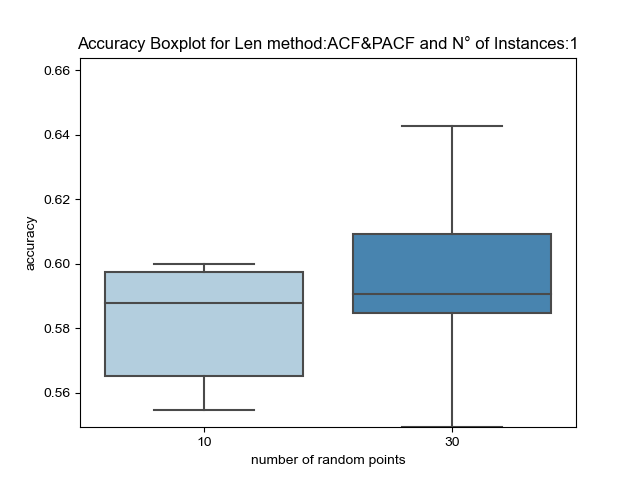 Accuracy Boxplot for Len method:ACF&PACF and N° of Instances:1
0.66
0.64
0.62
0.60
0.58
0.56
accuracy
10 30
number of random points